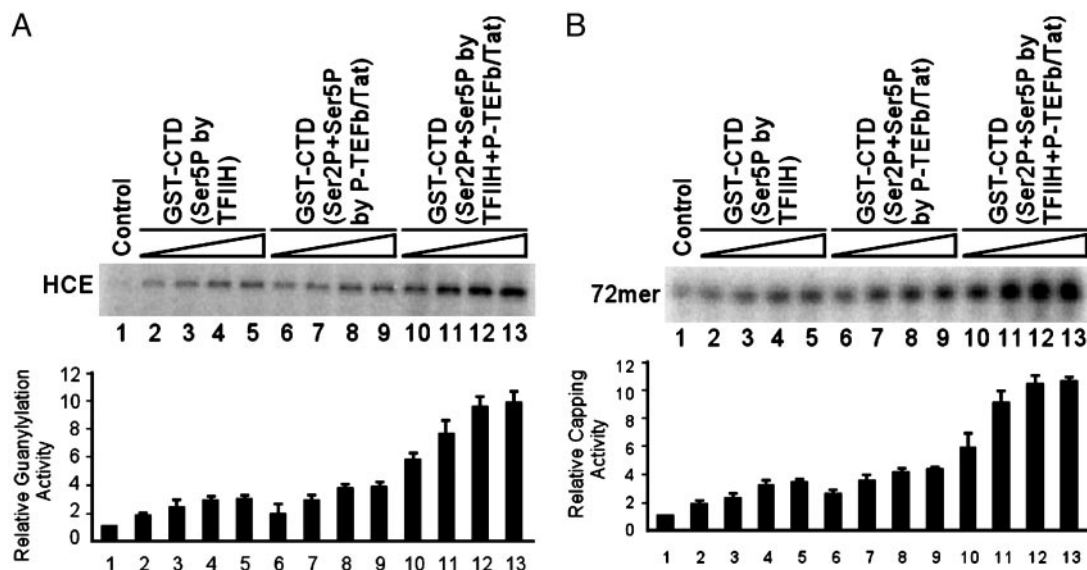 A
Control
GST-CTD
(Ser5P by
TFIIH)
GST-CTD
(Ser2P+Ser5P
by P-TEFb/Tat)
GST-CTD
(Ser2P+Ser5P by
TFIIH+P-TEFb/Tat)
HCE
1 2 3 4 5 6 7 8 9 10 11 12 13
Relative Guanylylation
Activity
12
10
8
6
4
2
0
1 2 3 4 5 6 7 8 9 10 11 12 13
B
Control
GST-CTD
(Ser5P by
TFIIH)
GST-CTD
(Ser2P+Ser5P
by P-TEFb/Tat)
GST-CTD
(Ser2P+Ser5P by
TFIIH+P-TEFb/Tat)
72mer
1 2 3 4 5 6 7 8 9 10 11 12 13
Relative Capping
Activity
12
10
8
6
4
2
0
1 2 3 4 5 6 7 8 9 10 11 12 13